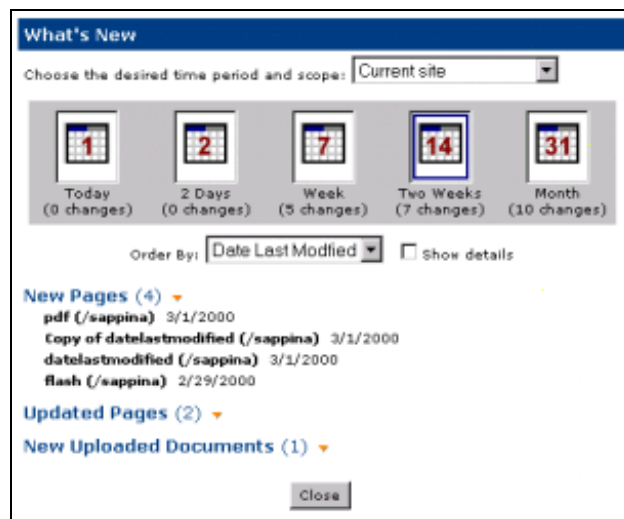 What's New
Choose the desired time period and scope: Current site
1 2 7 14 31
Today 2 Days Week Two Weeks Month
(0 changes) (0 changes) (5 changes) (7 changes) (10 changes)
Order By: Date Last Modfied Show details
New Pages (4)
pdf (/sappina) 3/1/2000
Copy of datelastmodified (/sappina) 3/1/2000
datelastmodified (/sappina) 3/1/2000
flash (/sappina) 2/29/2000
Updated Pages (2)
New Uploaded Documents (1)
Close